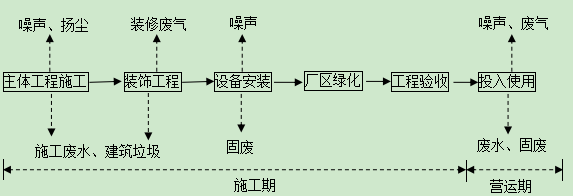 噪声、扬尘
装修废气
噪声
噪声、废气
主体工程施工
装饰工程
设备安装
厂区绿化
工程验收
投入使用
施工废水、建筑垃圾
固废
废水、固废
施工期
营运期